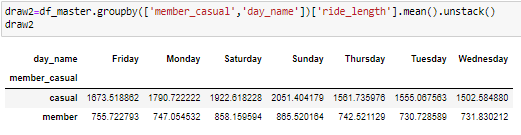 draw2=df_master.groupby(['member_casual','day_name'])['ride_length'].mean().unstack()
draw2
day_name Friday Monday Saturday Sunday Thursday Tuesday Wednesday
member_casual
casual 1673.518862 1790.722222 1922.618228 2051.404179 1561.735976 1555.067563 1502.584880
member 755.722793 747.054532 858.159594 865.520164 742.521129 730.728589 731.830212